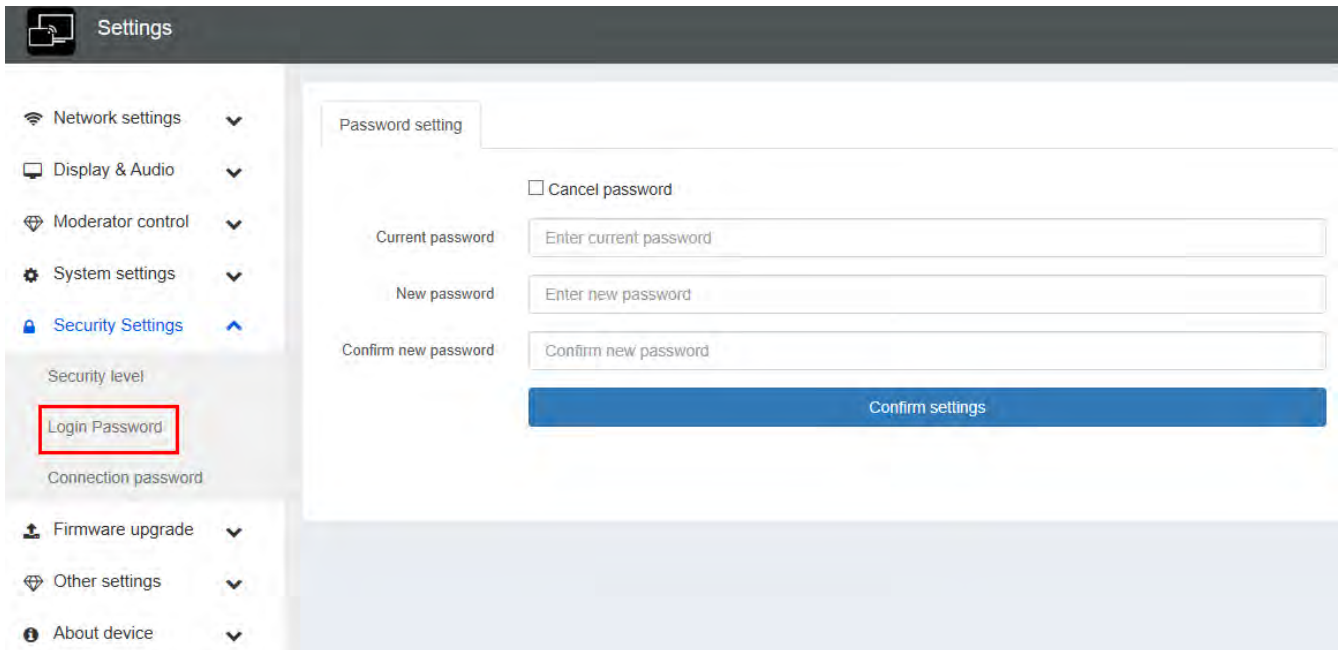 Settings
Network settings
Display & Audio
Moderator control
System settings
Security Settings
Security level
Login Password
Connection password
Firmware upgrade
Other settings
About device
Password setting
Cancel password
Current password
Enter current password
New password
Enter new password
Confirm new password
Confirm new password
Confirm settings